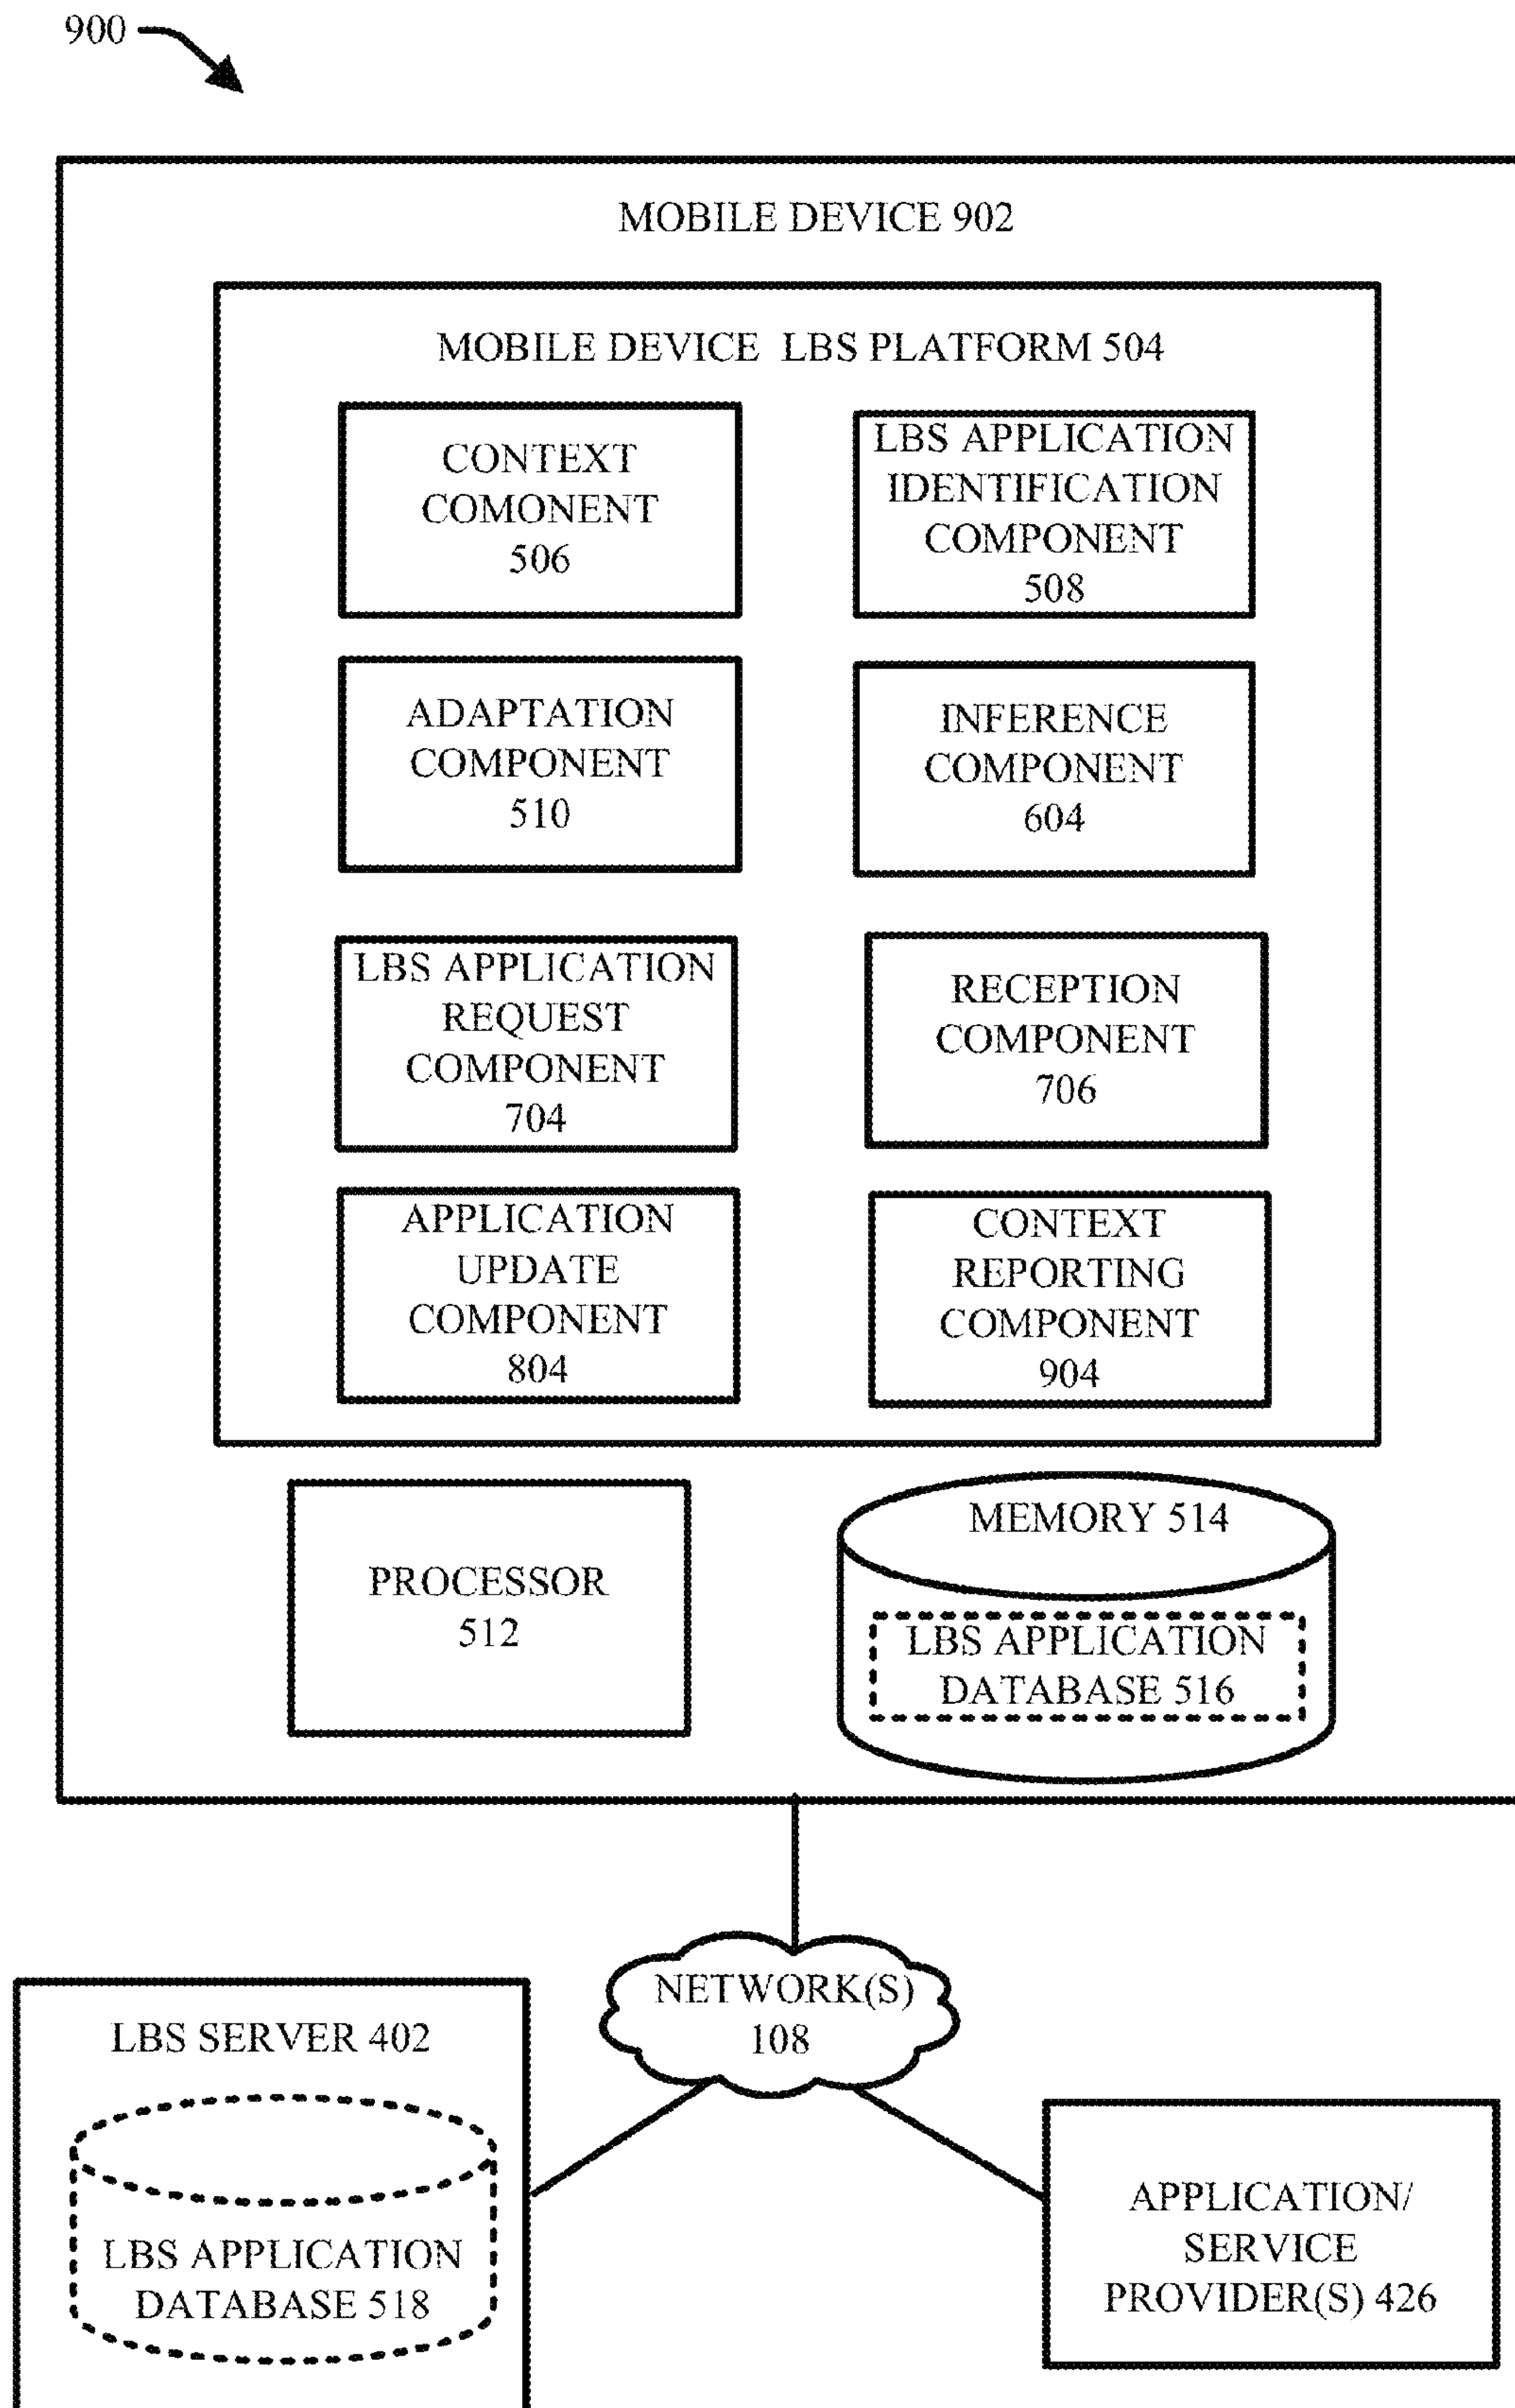 900
MOBILE DEVICE 902
MOBILE DEVICE LBS PLATFORM 504
CONTEXT
COMONENT
506
LBS APPLICATION
IDENTIFICATION
COMPONENT
508
ADAPTATION
COMPONENT
510
INFERENCE
COMPONENT
604
LBS APPLICATION
REQUEST
COMPONENT
704
RECEPTION
COMPONENT
706
APPLICATION
UPDATE
COMPONENT
804
CONTEXT
REPORTING
COMPONENT
904
PROCESSOR
512
MEMORY 514
LBS APPLICATION
DATABASE 516
NETWORK(S)
108
LBS SERVER 402
LBS APPLICATION
DATABASE 518
APPLICATION/
SERVICE
PROVIDER(S) 426